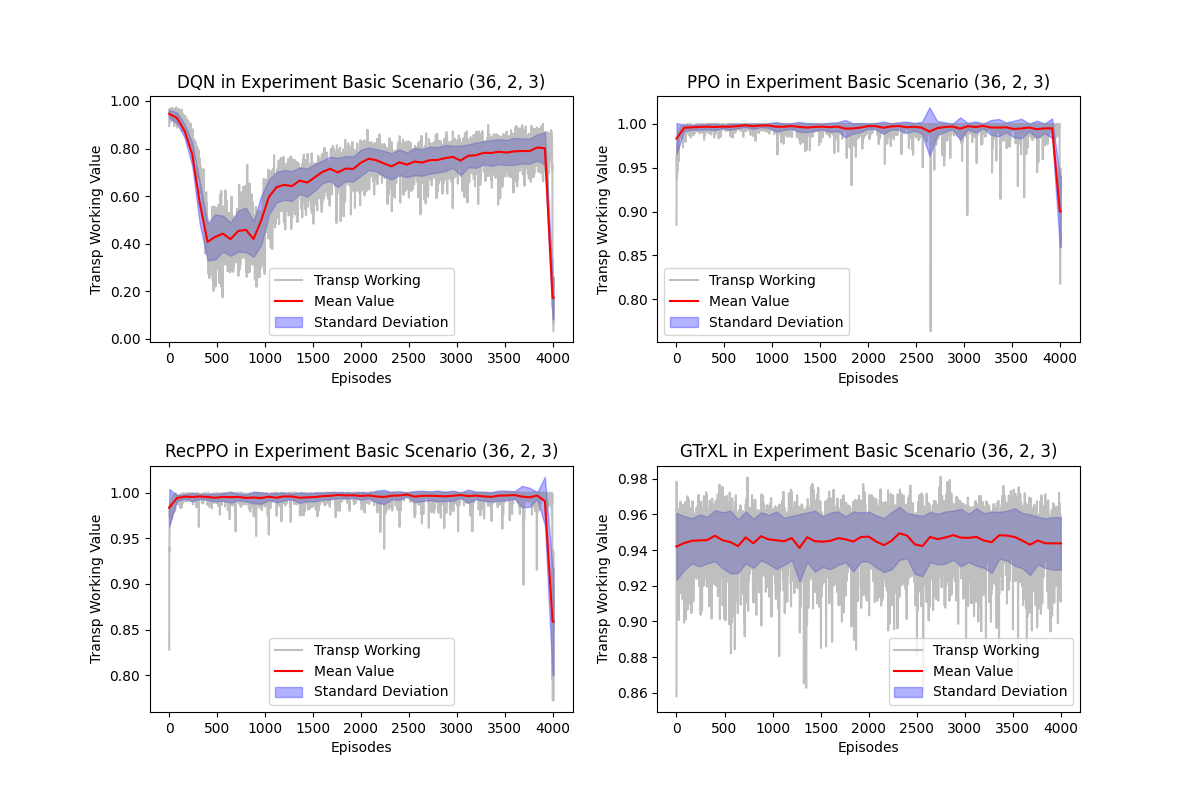 DQN in Experiment Basic Scenario (36, 2, 3)
Transp Working Value
1.00
0.80
0.60
0.40
0.20
0.00
Transp Working
Mean Value
Standard Deviation
0 500 1000 1500 2000 2500 3000 3500 4000
Episodes
PPO in Experiment Basic Scenario (36, 2, 3)
Transp Working Value
1.00
0.95
0.90
0.85
0.80
Transp Working
Mean Value
Standard Deviation
0 500 1000 1500 2000 2500 3000 3500 4000
Episodes
RecPPO in Experiment Basic Scenario (36, 2, 3)
Transp Working Value
1.00
0.95
0.90
0.85
0.80
Transp Working
Mean Value
Standard Deviation
0 500 1000 1500 2000 2500 3000 3500 4000
Episodes
GTrXL in Experiment Basic Scenario (36, 2, 3)
Transp Working Value
0.98
0.96
0.94
0.92
0.90
0.88
0.86
Transp Working
Mean Value
Standard Deviation
0 500 1000 1500 2000 2500 3000 3500 4000
Episodes